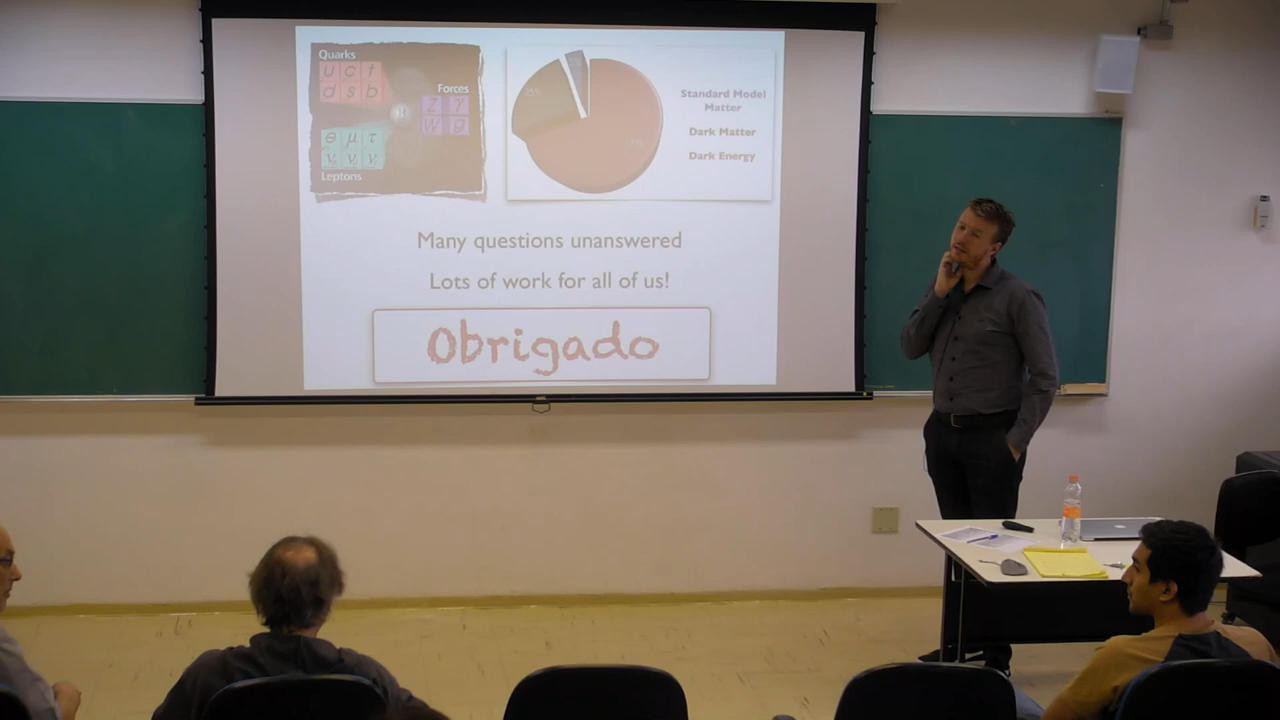 Quarks
u c t
d s b
Forces
Z γ
W g
H
e μ τ
ν ν ν
Leptons
25%
Standard Model
Matter
Dark Matter
Dark Energy
Many questions unanswered
Lots of work for all of us!
Obrigado